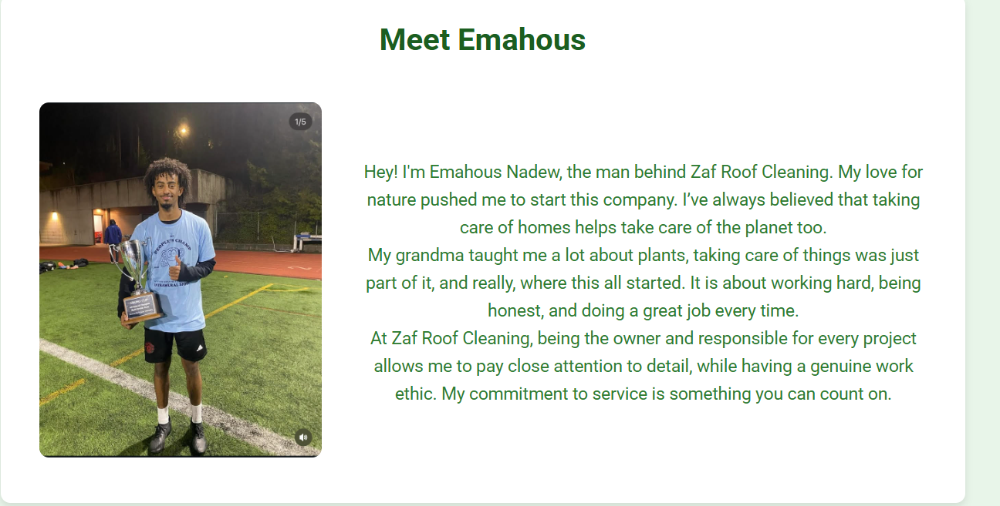 Meet Emahous
1/5
PEOPLE'S CHAMP
INTRAMURAL
Hey! I'm Emahous Nadew, the man behind Zaf Roof Cleaning. My love for
nature pushed me to start this company. I’ve always believed that taking
care of homes helps take care of the planet too.
My grandma taught me a lot about plants, taking care of things was just
part of it, and really, where this all started. It is about working hard, being
honest, and doing a great job every time.
At Zaf Roof Cleaning, being the owner and responsible for every project
allows me to pay close attention to detail, while having a genuine work
ethic. My commitment to service is something you can count on.